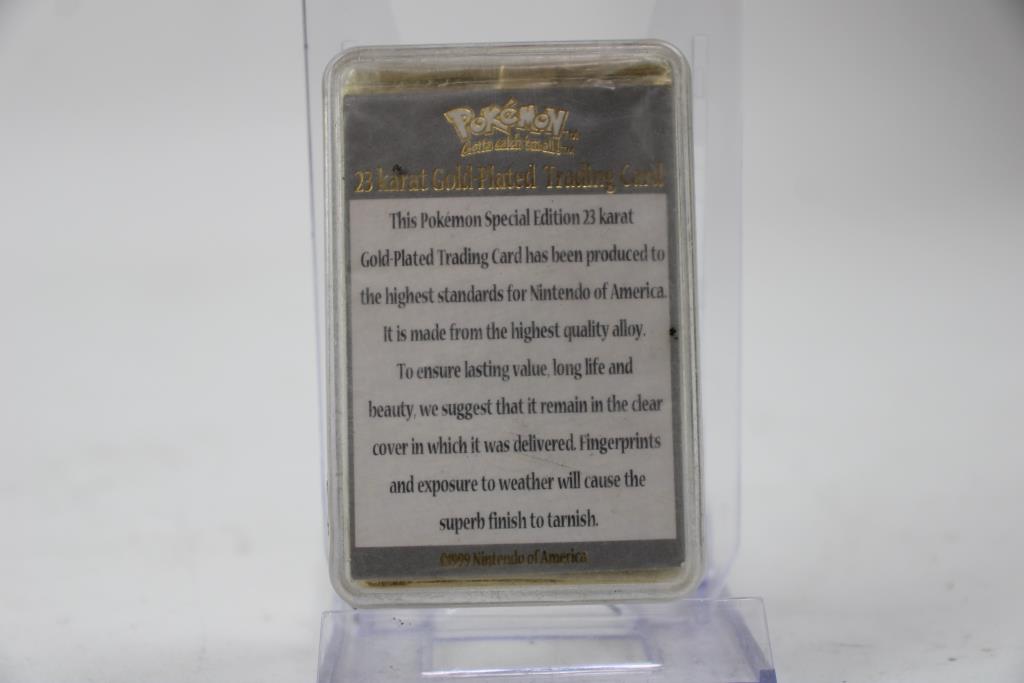 POKéMON™
Gotta catch 'em all!™
23 karat Gold-Plated Trading Card
This Pokémon Special Edition 23 karat
Gold-Plated Trading Card has been produced to
the highest standards for Nintendo of America.
It is made from the highest quality alloy.
To ensure lasting value, long life and
beauty, we suggest that it remain in the clear
cover in which it was delivered. Fingerprints
and exposure to weather will cause the
superb finish to tarnish.
©1999 Nintendo of America